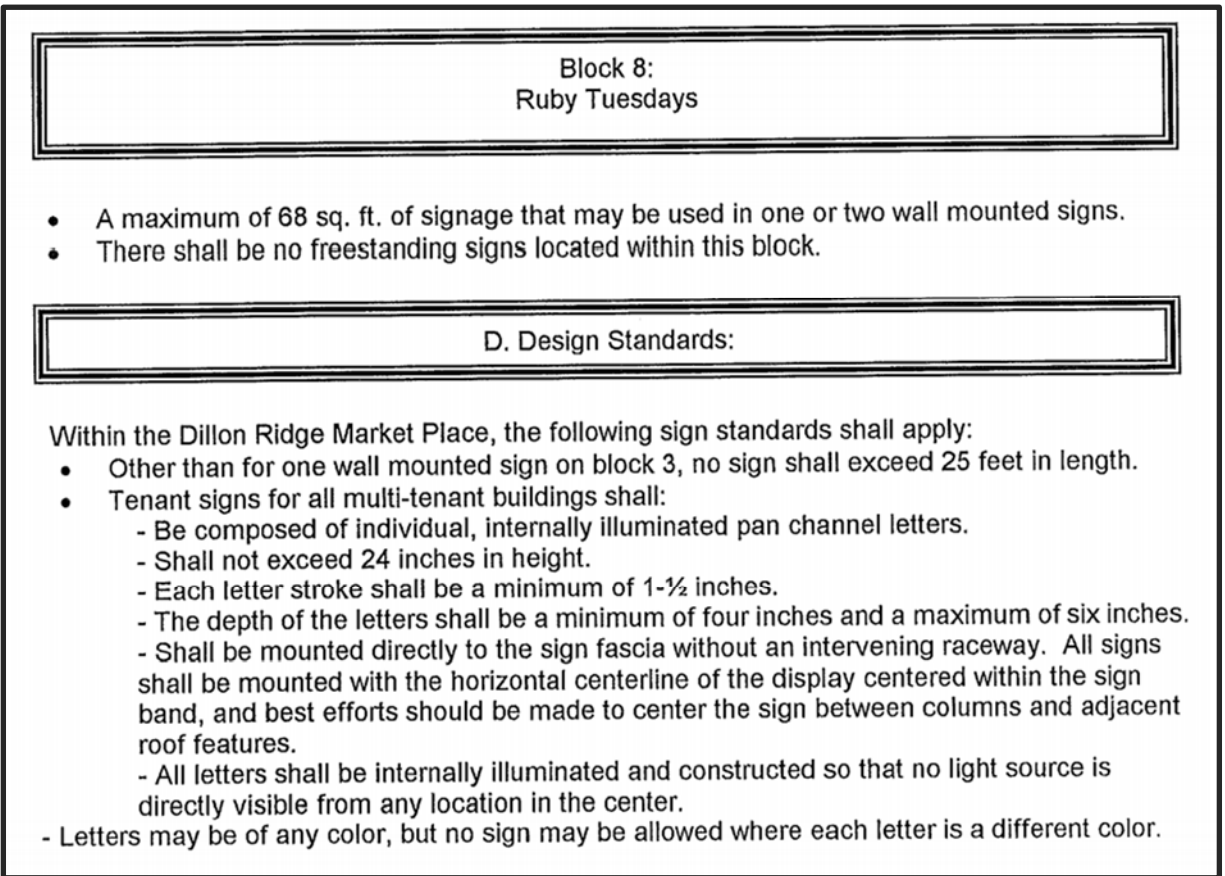 Block 8:
Ruby Tuesdays
• A maximum of 68 sq. ft. of signage that may be used in one or two wall mounted signs.
• There shall be no freestanding signs located within this block.
D. Design Standards:
Within the Dillon Ridge Market Place, the following sign standards shall apply:
• Other than for one wall mounted sign on block 3, no sign shall exceed 25 feet in length.
• Tenant signs for all multi-tenant buildings shall:
- Be composed of individual, internally illuminated pan channel letters.
- Shall not exceed 24 inches in height.
- Each letter stroke shall be a minimum of 1-½ inches.
- The depth of the letters shall be a minimum of four inches and a maximum of six inches.
- Shall be mounted directly to the sign fascia without an intervening raceway. All signs
shall be mounted with the horizontal centerline of the display centered within the sign
band, and best efforts should be made to center the sign between columns and adjacent
roof features.
- All letters shall be internally illuminated and constructed so that no light source is
directly visible from any location in the center.
- Letters may be of any color, but no sign may be allowed where each letter is a different color.